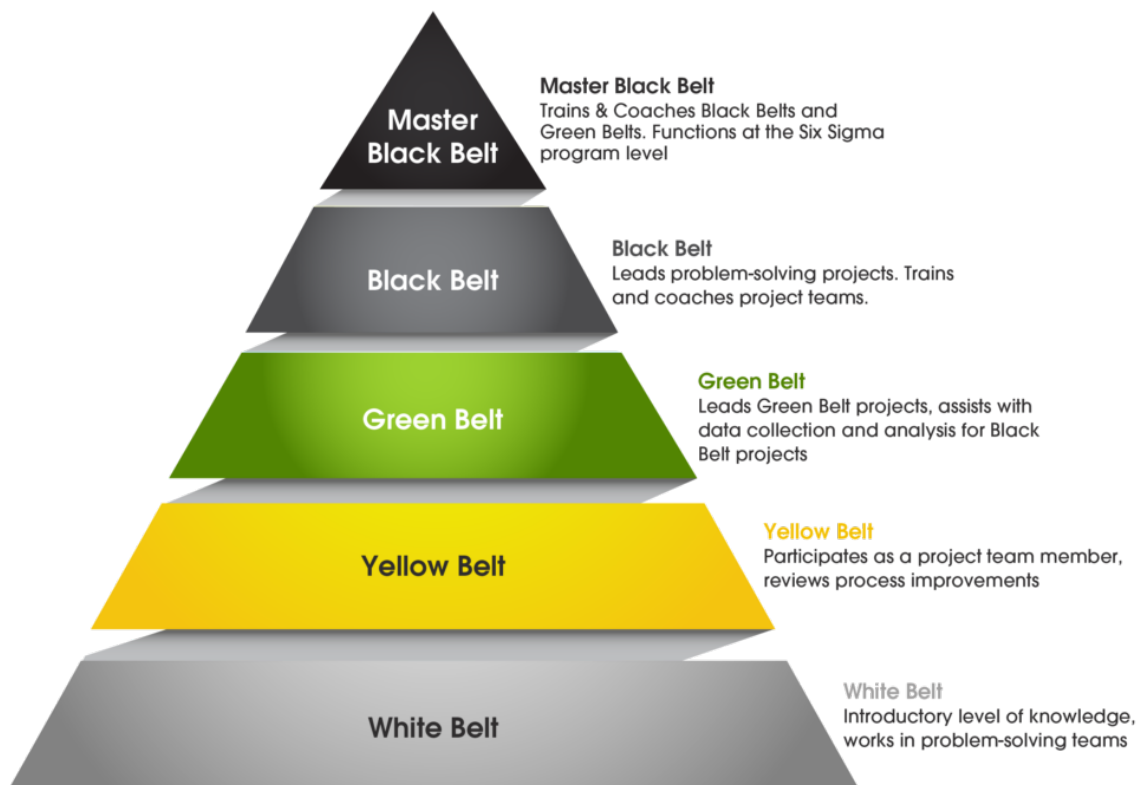 Master
Black Belt
Master Black Belt
Trains & Coaches Black Belts and
Green Belts. Functions at the Six Sigma
program level
Black Belt
Black Belt
Leads problem-solving projects. Trains
and coaches project teams.
Green Belt
Green Belt
Leads Green Belt projects, assists with
data collection and analysis for Black
Belt projects
Yellow Belt
Yellow Belt
Participates as a project team member,
reviews process improvements
White Belt
White Belt
Introductory level of knowledge,
works in problem-solving teams